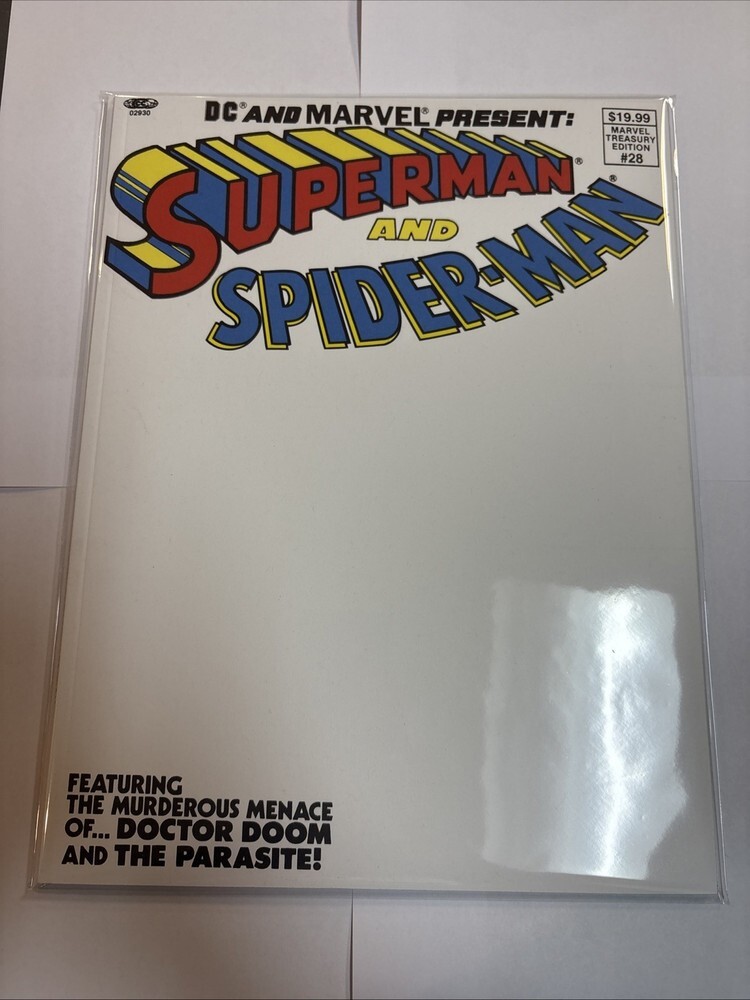 DC® AND MARVEL® PRESENT:
02930
$19.99
MARVEL
TREASURY
EDITION
#28
SUPERMAN®
AND
SPIDER-MAN®
FEATURING
THE MURDEROUS MENACE
OF... DOCTOR DOOM
AND THE PARASITE!